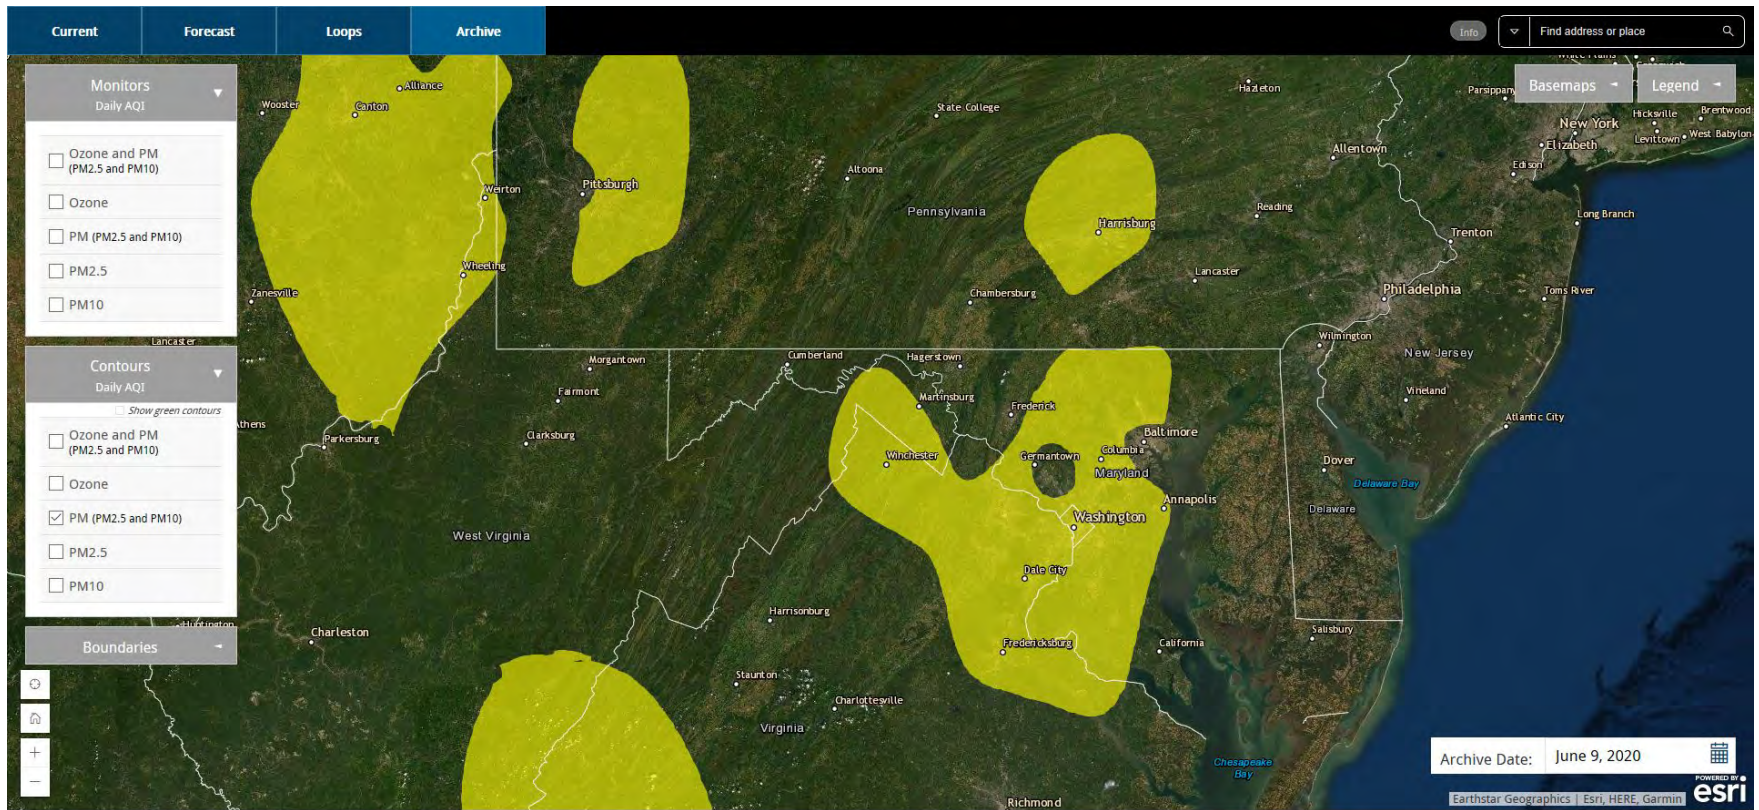 Current
Forecast
Loops
Archive
Info
Find address or place
Monitors
Daily AQI
Ozone and PM
(PM2.5 and PM10)
Ozone
PM (PM2.5 and PM10)
PM2.5
PM10
Contours
Daily AQI
Show green contours
Ozone and PM
(PM2.5 and PM10)
Ozone
PM (PM2.5 and PM10)
PM2.5
PM10
Boundaries
Basemaps
Legend
White Plains
Parsippany
Hicksville
Brentwood
New York
Levittown
West Babylon
Elizabeth
Edison
Wooster
Canton
Alliance
State College
Hazleton
Allentown
Altoona
Pittsburgh
Weirton
Pennsylvania
Reading
Long Branch
Harrisburg
Trenton
Wheeling
Lancaster
Zanesville
Chambersburg
Philadelphia
Toms River
Lancaster
Wilmington
New Jersey
Morgantown
Cumberland
Hagerstown
Fairmont
Martinsburg
Frederick
Vineland
Atlantic City
Athens
Parkersburg
Clarksburg
Baltimore
Columbia
Winchester
Germantown
Maryland
Dover
Delaware Bay
Annapolis
Delaware
Washington
West Virginia
Dale City
Harrisonburg
Huntington
Charleston
Fredericksburg
California
Salisbury
Staunton
Charlottesville
Virginia
Chesapeake
Bay
Richmond
Archive Date:
June 9, 2020
Earthstar Geographics | Esri, HERE, Garmin
POWERED BY
esri